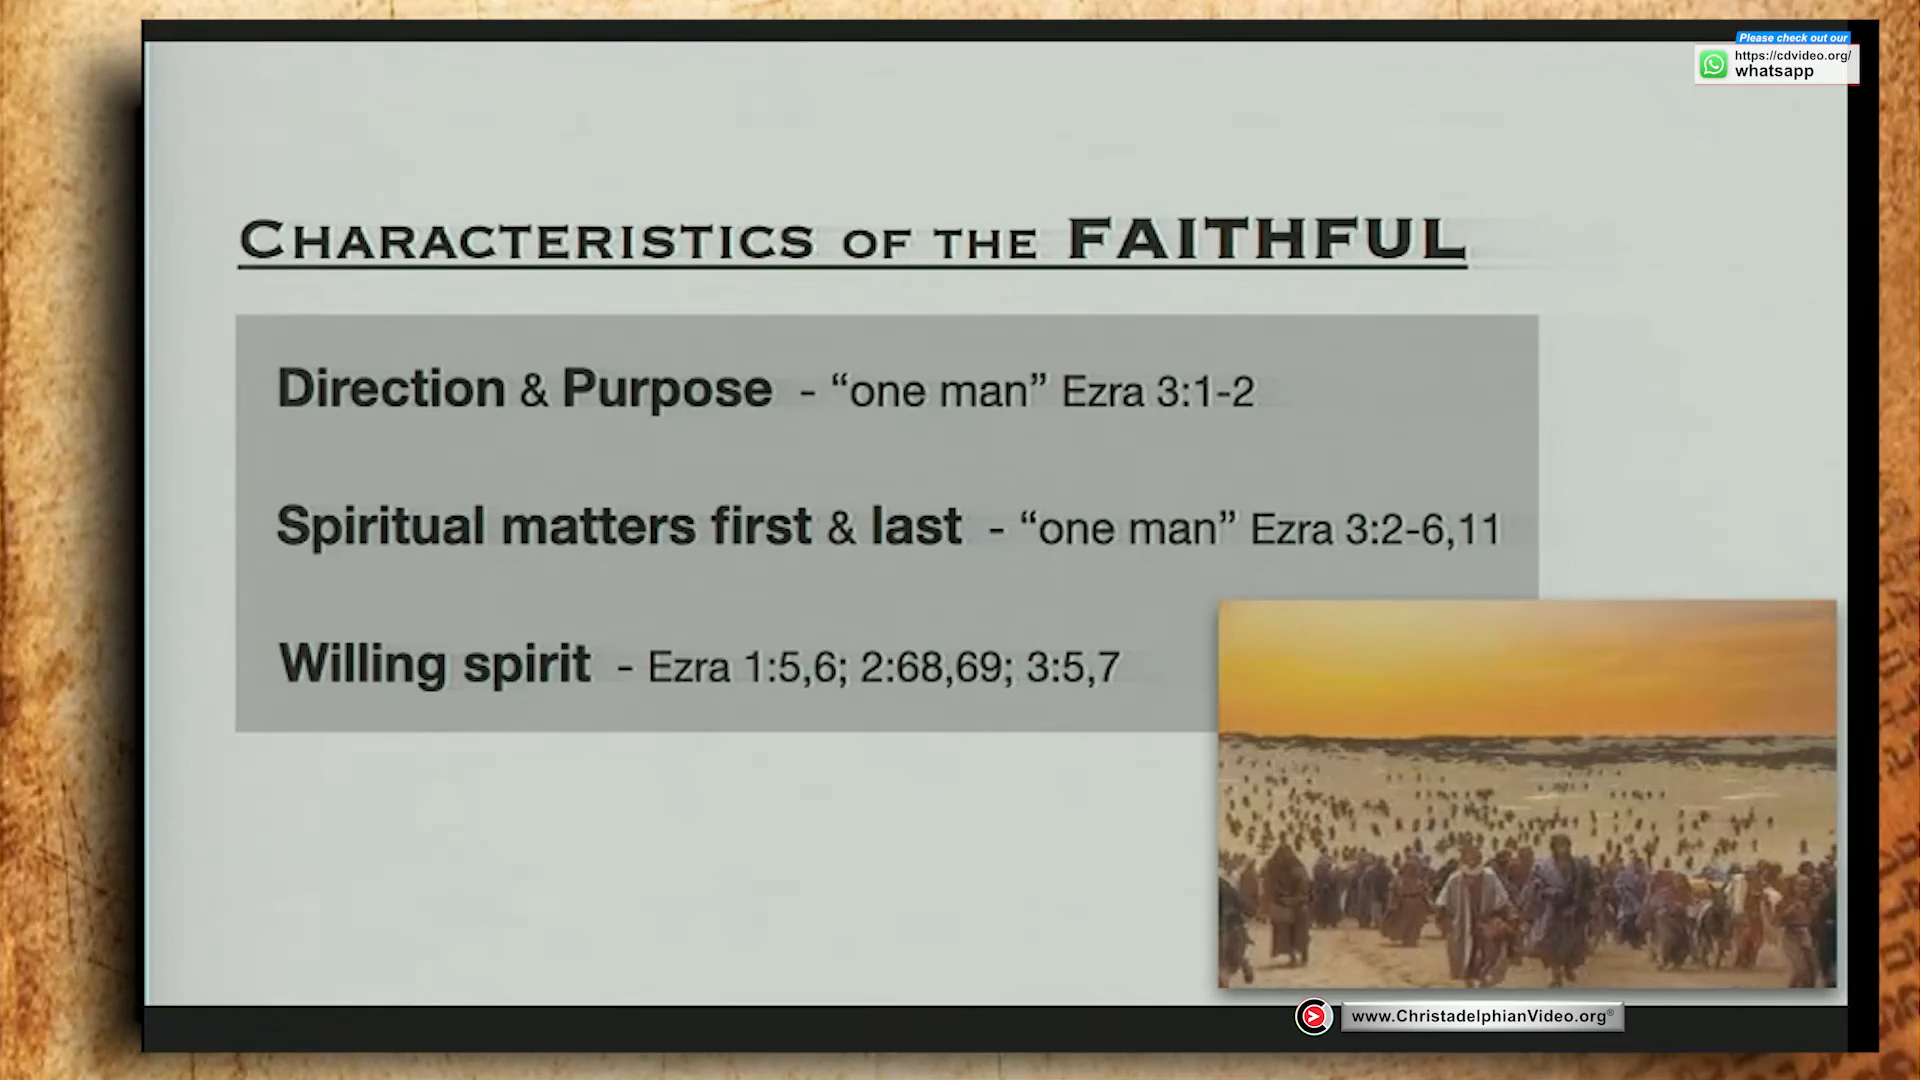 Please check out our
https://cdvideo.org/
whatsapp
CHARACTERISTICS OF THE FAITHFUL
Direction & Purpose - “one man” Ezra 3:1-2
Spiritual matters first & last - “one man” Ezra 3:2-6,11
Willing spirit - Ezra 1:5,6; 2:68,69; 3:5,7
www.ChristadelphianVideo.org®